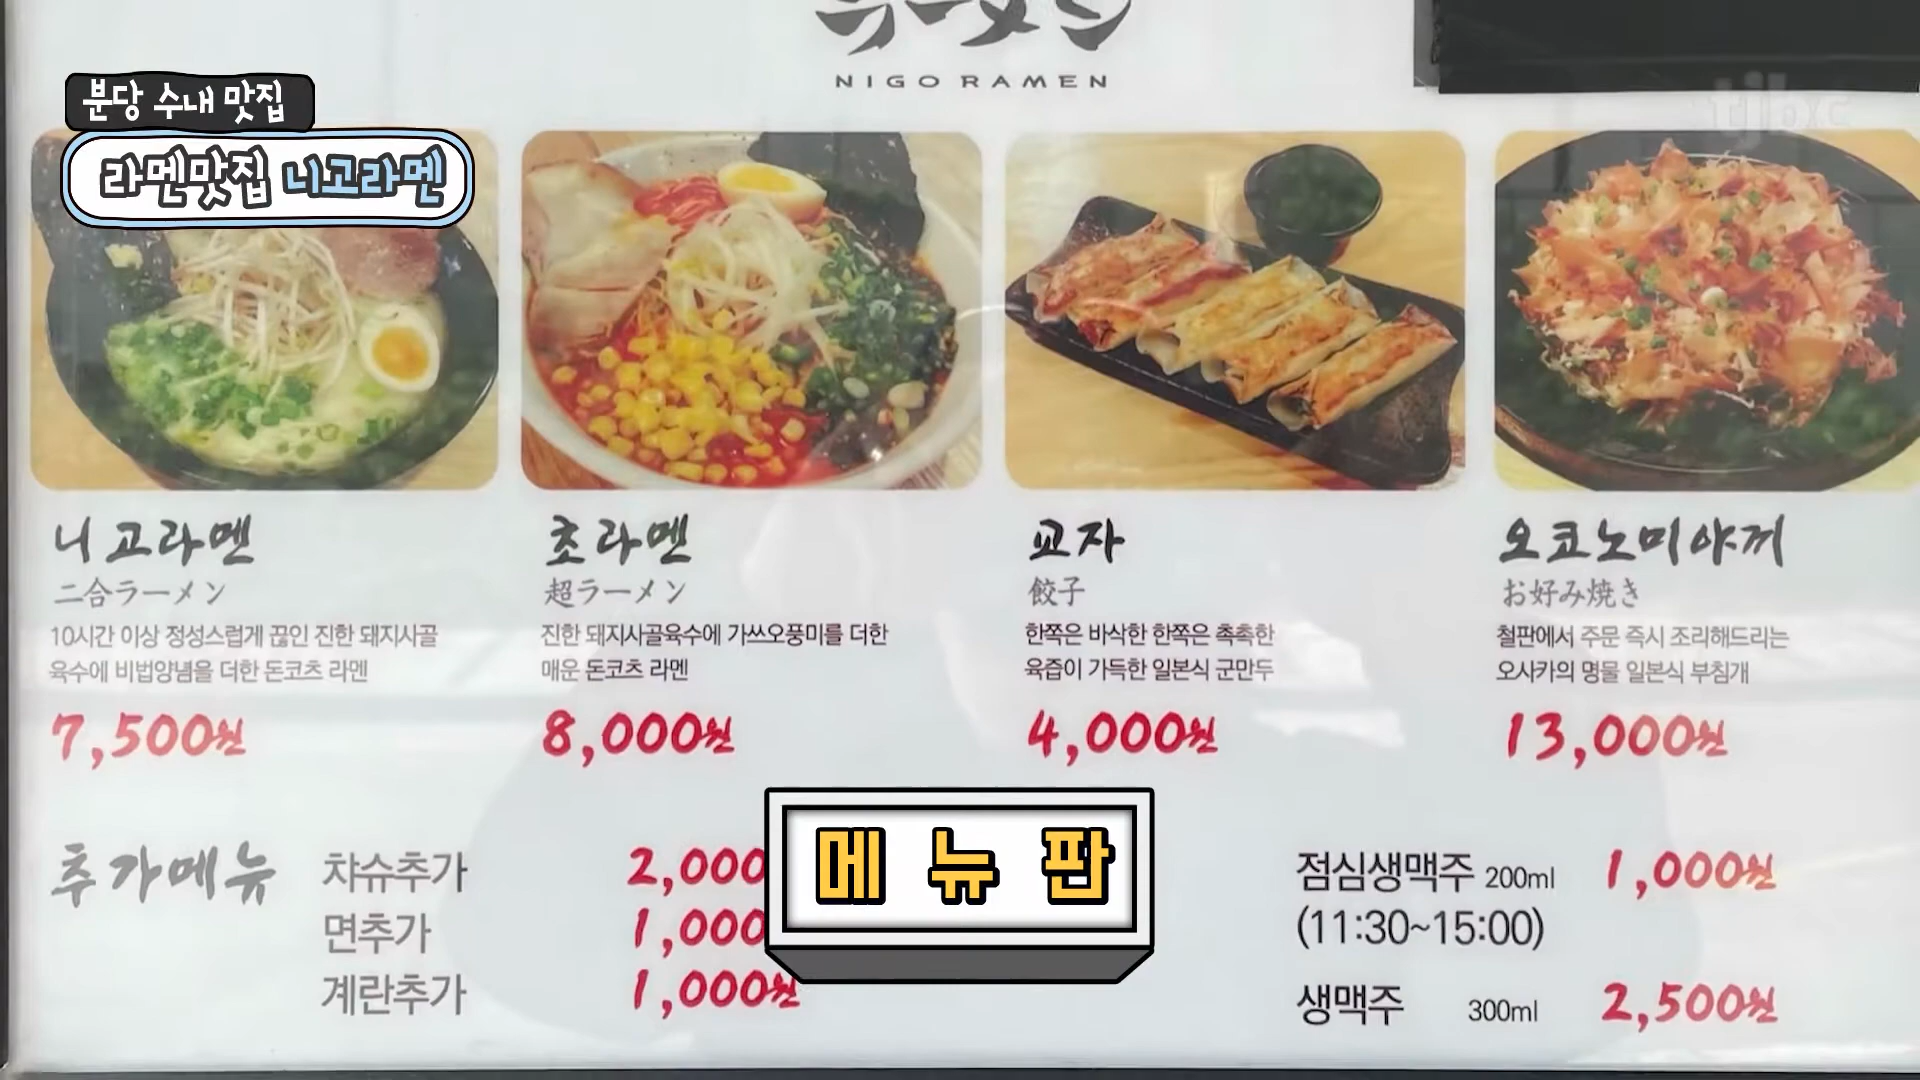 NIGO RAMEN
분당 수내 맛집
라멘맛집 니고라멘
니고라멘
二合ラーメン
10시간 이상 정성스럽게 끊인 진한 돼지사골
육수에 비법양념을 더한 돈코츠 라멘
7,500원
초라멘
超ラーメン
진한 돼지사골육수에 가쓰오풍미를 더한
매운 돈코츠 라멘
8,000원
교자
餃子
한쪽은 바삭한 한쪽은 촉촉한
육즙이 가득한 일본식 군만두
4,000원
오코노미야끼
お好み焼き
철판에서 주문 즉시 조리해드리는
오사카의 명물 일본식 부침개
13,000원
추가메뉴
차슈추가 2,000
면추가 1,000
계란추가 1,000원
메뉴판
점심생맥주 200ml 1,000원
(11:30~15:00)
생맥주 300ml 2,500원